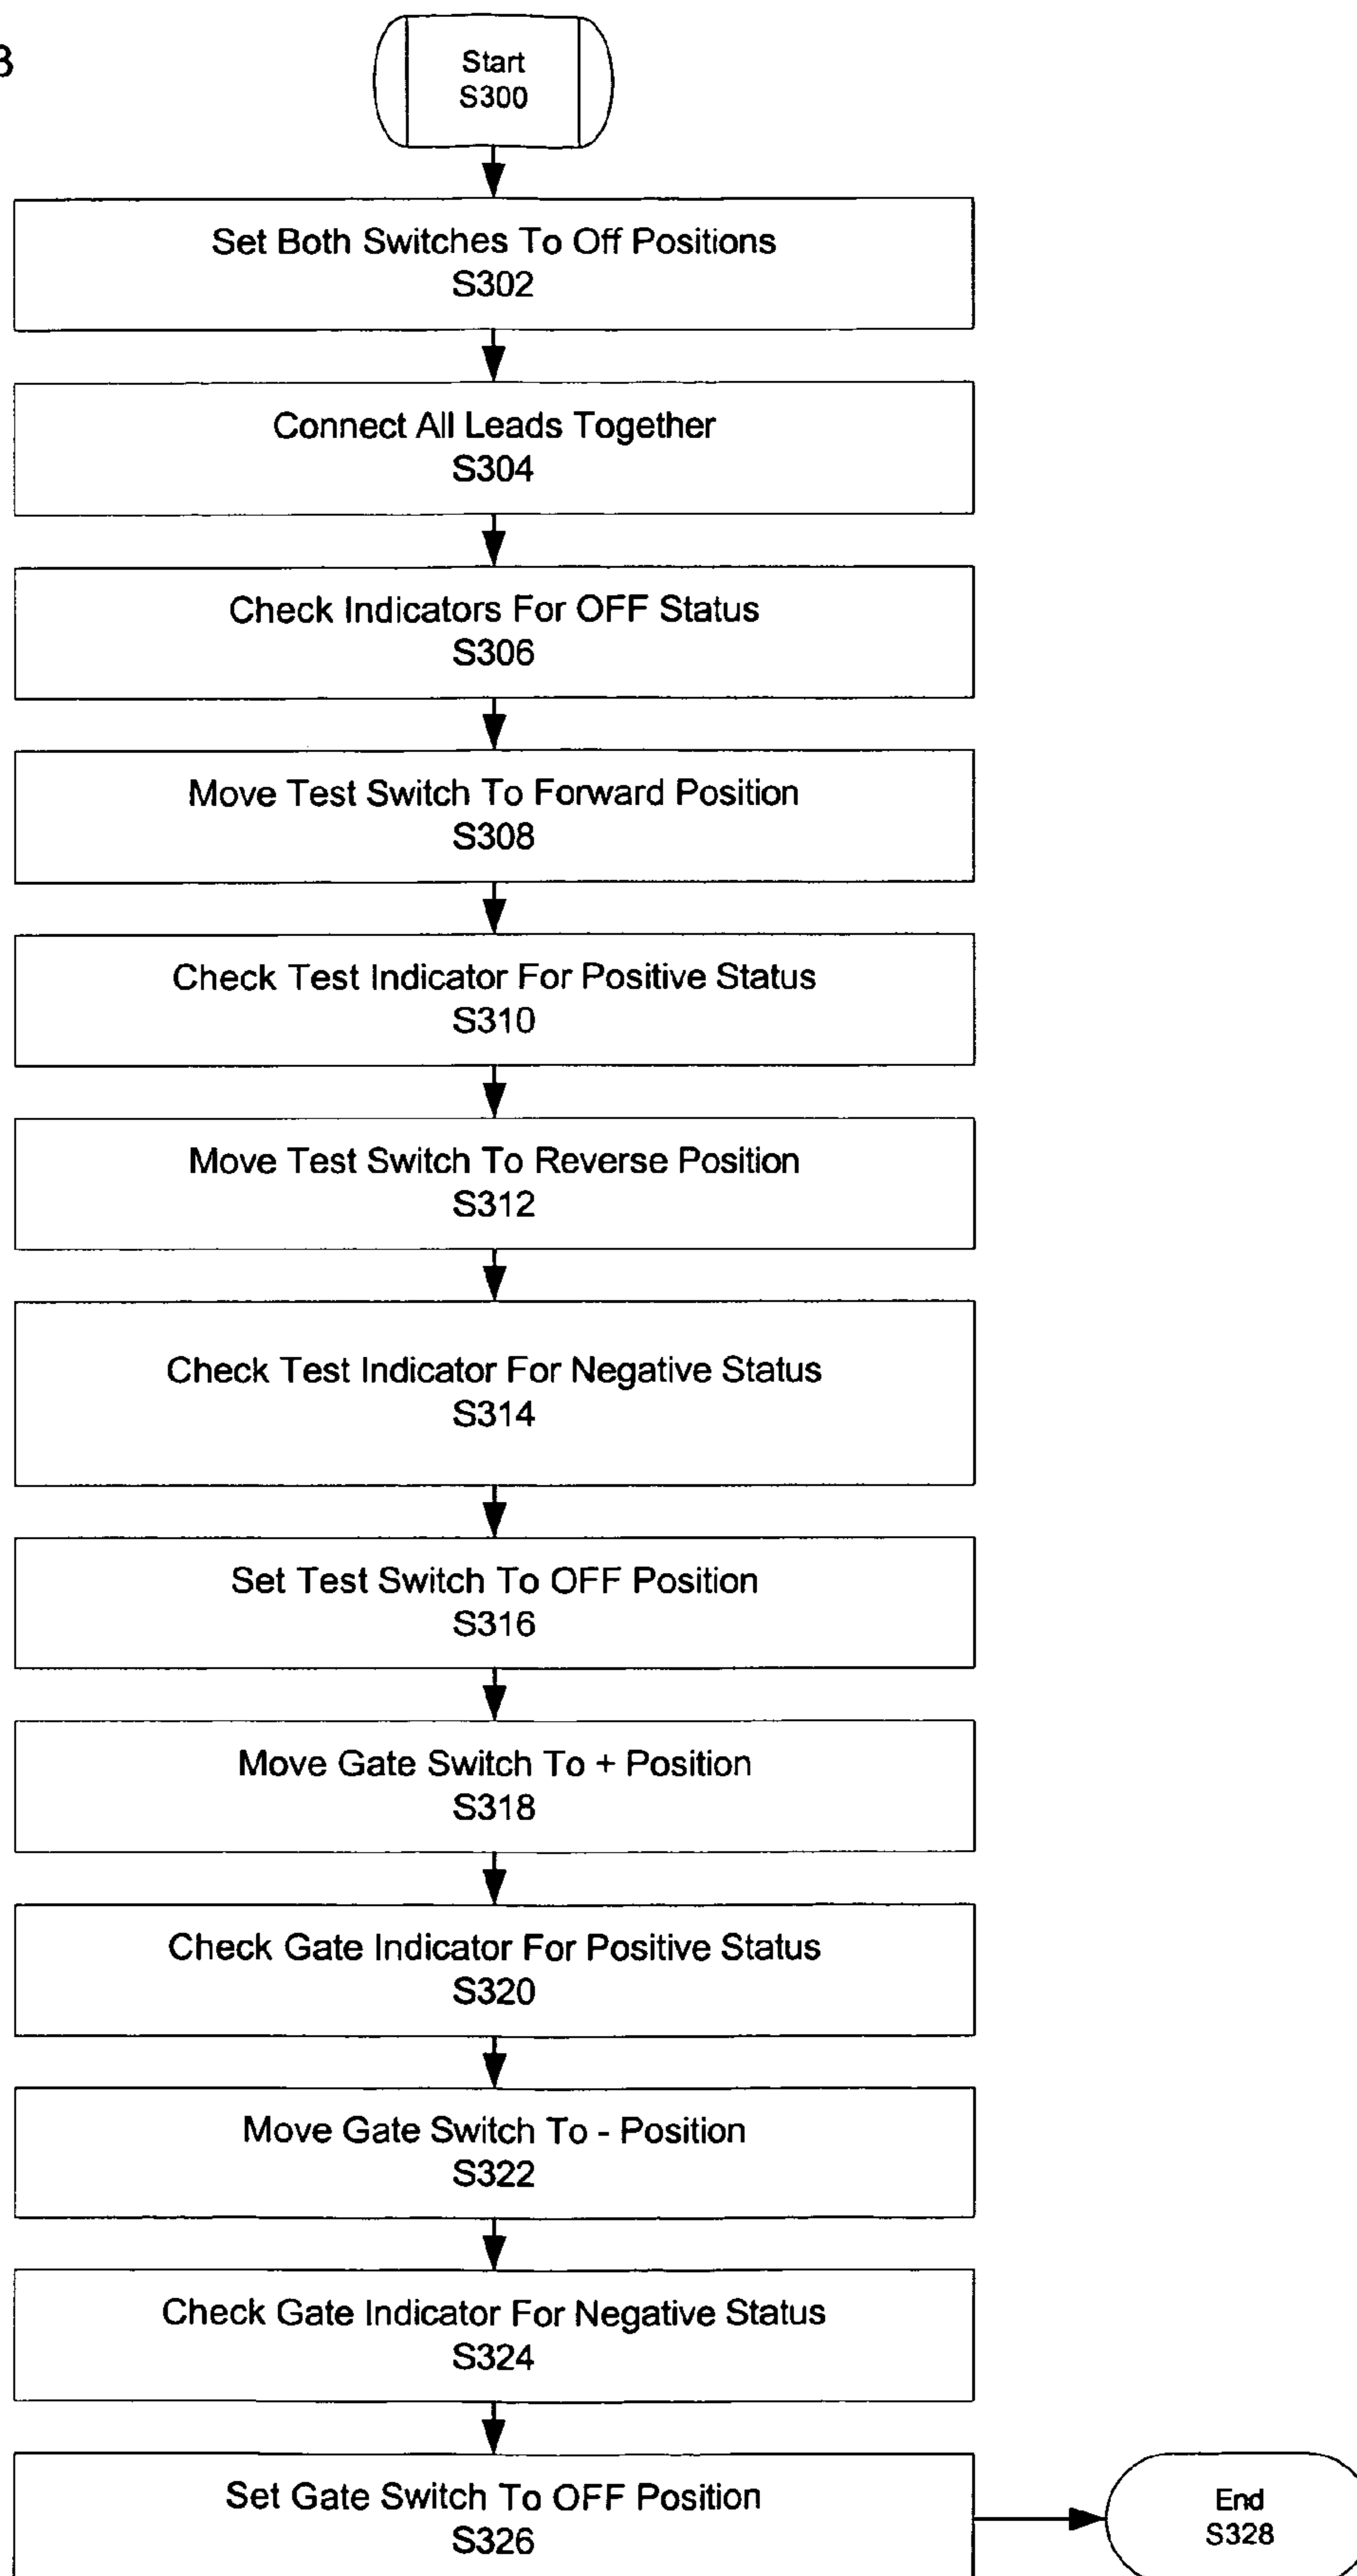 3
Start
S300
Set Both Switches To Off Positions
S302
Connect All Leads Together
S304
Check Indicators For OFF Status
S306
Move Test Switch To Forward Position
S308
Check Test Indicator For Positive Status
S310
Move Test Switch To Reverse Position
S312
Check Test Indicator For Negative Status
S314
Set Test Switch To OFF Position
S316
Move Gate Switch To + Position
S318
Check Gate Indicator For Positive Status
S320
Move Gate Switch To - Position
S322
Check Gate Indicator For Negative Status
S324
Set Gate Switch To OFF Position
S326
End
S328